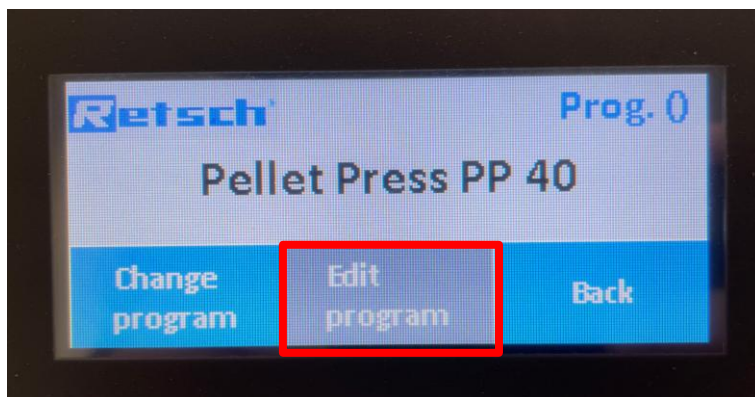 Retsch
Prog. 0
Pellet Press PP 40
Change
program
Edit
program
Back